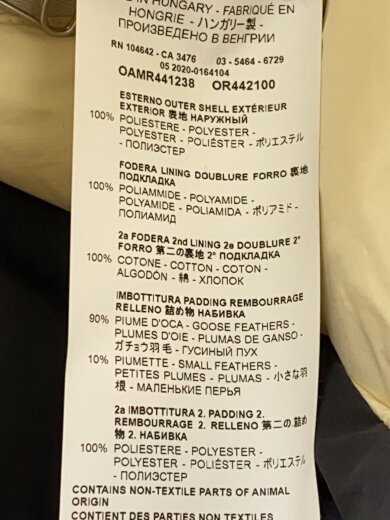 IN HUNGARY - FABRIQUÉ EN
HONGRIE - ハンガリー製 -
ПРОИЗВЕДЕНО В ВЕНГРИИ
RN 104642 - CA 3476 03 - 5464 - 6729
05 2020-0164104
OAMR441238 OR442100
ESTERNO OUTER SHELL EXTÉRIEUR
EXTERIOR 表地 НАРУЖНЫЙ
100% POLIESTERE - POLYESTER -
POLYESTER - POLIÉSTER - ポリエステル
- ПОЛИЭСТЕР
FODERA LINING DOUBLURE FORRO 裏地
ПОДКЛАДКА
100% POLIAMMIDE - POLYAMIDE -
POLYAMIDE - POLIAMIDA - ポリアミド -
ПОЛИАМИД
2a FODERA 2nd LINING 2e DOUBLURE 2°
FORRO 第二の裏地 2° ПОДКЛАДКА
100% COTONE - COTTON - COTON -
ALGODÓN - 綿 - ХЛОПОК
IMBOTTITURA PADDING REMBOURRAGE
RELLENO 詰め物 НАБИВКА
90% PIUME D'OCA - GOOSE FEATHERS -
PLUMES D'OIE - PLUMAS DE GANSO -
ガチョウ羽毛 - ГУСИНЫЙ ПУХ
10% PIUMETTE - SMALL FEATHERS -
PETITES PLUMES - PLUMAS - 小さな羽
根 - МАЛЕНЬКИЕ ПЕРЬЯ
2a IMBOTTITURA 2. PADDING 2.
REMBOURRAGE 2. RELLENO 第二の詰め
物 2. НАБИВКА
100% POLIESTERE - POLYESTER -
POLYESTER - POLIÉSTER - ポリエステル
- ПОЛИЭСТЕР
CONTAINS NON-TEXTILE PARTS OF ANIMAL
ORIGIN
CONTIENT DES PARTIES NON TEXTILES